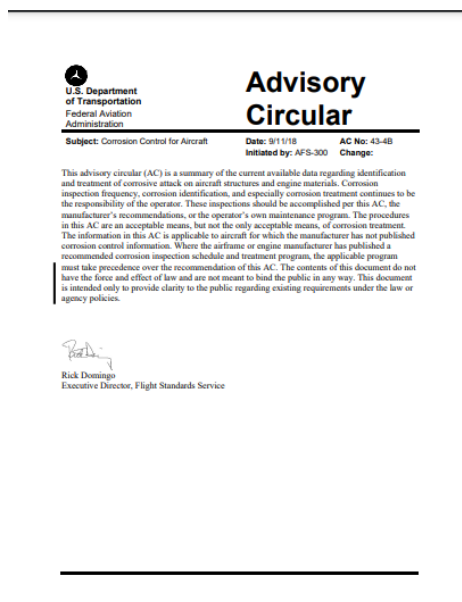 U.S. Department
of Transportation
Federal Aviation
Administration
Advisory
Circular
Subject: Corrosion Control for Aircraft
Date: 9/11/18
AC No: 43-4B
Initiated by: AFS-300
Change:
This advisory circular (AC) is a summary of the current available data regarding identification
and treatment of corrosive attack on aircraft structures and engine materials. Corrosion
inspection frequency, corrosion identification, and especially corrosion treatment continues to be
the responsibility of the operator. These inspections should be accomplished per this AC, the
manufacturer's recommendations, or the operator's own maintenance program. The procedures
in this AC are an acceptable means, but not the only acceptable means, of corrosion treatment.
The information in this AC is applicable to aircraft for which the manufacturer has not published
corrosion control information. Where the airframe or engine manufacturer has published a
recommended corrosion inspection schedule and treatment program, the applicable program
must take precedence over the recommendation of this AC. The contents of this document do not
have the force and effect of law and are not meant to bind the public in any way. This document
is intended only to provide clarity to the public regarding existing requirements under the law or
agency policies.
Rick Domingo
Executive Director, Flight Standards Service